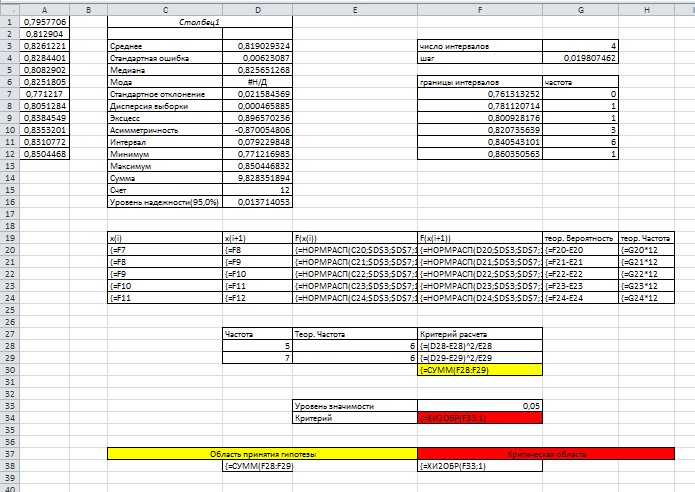 A B C D E F G H
1 0,7957706 Столбец1
2 0,812904
3 0,8261221 Среднее 0,819029324 число интервалов 4
4 0,8284401 Стандартная ошибка 0,00623087 шаг 0,019807462
5 0,8082902 Медиана 0,825651268
6 0,8251805 Мода #Н/Д границы интервалов частота
7 0,771217 Стандартное отклонение 0,021584369 0,761313252 0
8 0,8051284 Дисперсия выборки 0,000465885 0,781120714 1
9 0,8384549 Эксцесс 0,896570236 0,800928176 1
10 0,8353201 Асимметричность -0,870054806 0,820735639 3
11 0,8310772 Интервал 0,079229848 0,840543101 6
12 0,8504468 Минимум 0,771216983 0,860350563 1
13 Максимум 0,850446832
14 Сумма 9,828351894
15 Счет 12
16 Уровень надежности(95,0%) 0,013714053
17
18
19 x(i) x(i+1) F(x(i)) F(x(i+1)) теор. Вероятность теор. Частота
20 {=F7 {=F8 {=НОРМРАСП(C20;$D$3;$D$7;1 {=НОРМРАСП(D20;$D$3;$D$7; {=F20-E20 {=G20*12
21 {=F8 {=F9 {=НОРМРАСП(C21;$D$3;$D$7;1 {=НОРМРАСП(D21;$D$3;$D$7; {=F21-E21 {=G21*12
22 {=F9 {=F10 {=НОРМРАСП(C22;$D$3;$D$7;1 {=НОРМРАСП(D22;$D$3;$D$7; {=F22-E22 {=G22*12
23 {=F10 {=F11 {=НОРМРАСП(C23;$D$3;$D$7;1 {=НОРМРАСП(D23;$D$3;$D$7; {=F23-E23 {=G23*12
24 {=F11 {=F12 {=НОРМРАСП(C24;$D$3;$D$7;1 {=НОРМРАСП(D24;$D$3;$D$7; {=F24-E24 {=G24*12
25
26
27 Частота Теор. Частота Критерий расчета
28 5 6 {=(D28-E28)^2/E28
29 7 6 {=(D29-E29)^2/E29
30 {=СУММ(F28:F29)
31
32
33 Уровень значимости 0,05
34 Критерий {=ХИ2ОБР(F33;1)
35
36
37 Область принятия гипотезы Критическая область
38 {=СУММ(F28:F29) {=ХИ2ОБР(F33;1)
39
40